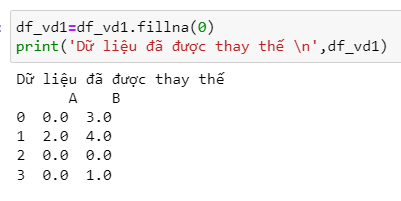 df_vd1=df_vd1.fillna(0)
print('Dữ liệu đã được thay thế \n',df_vd1)
Dữ liệu đã được thay thế
A B
0 0.0 3.0
1 2.0 4.0
2 0.0 0.0
3 0.0 1.0